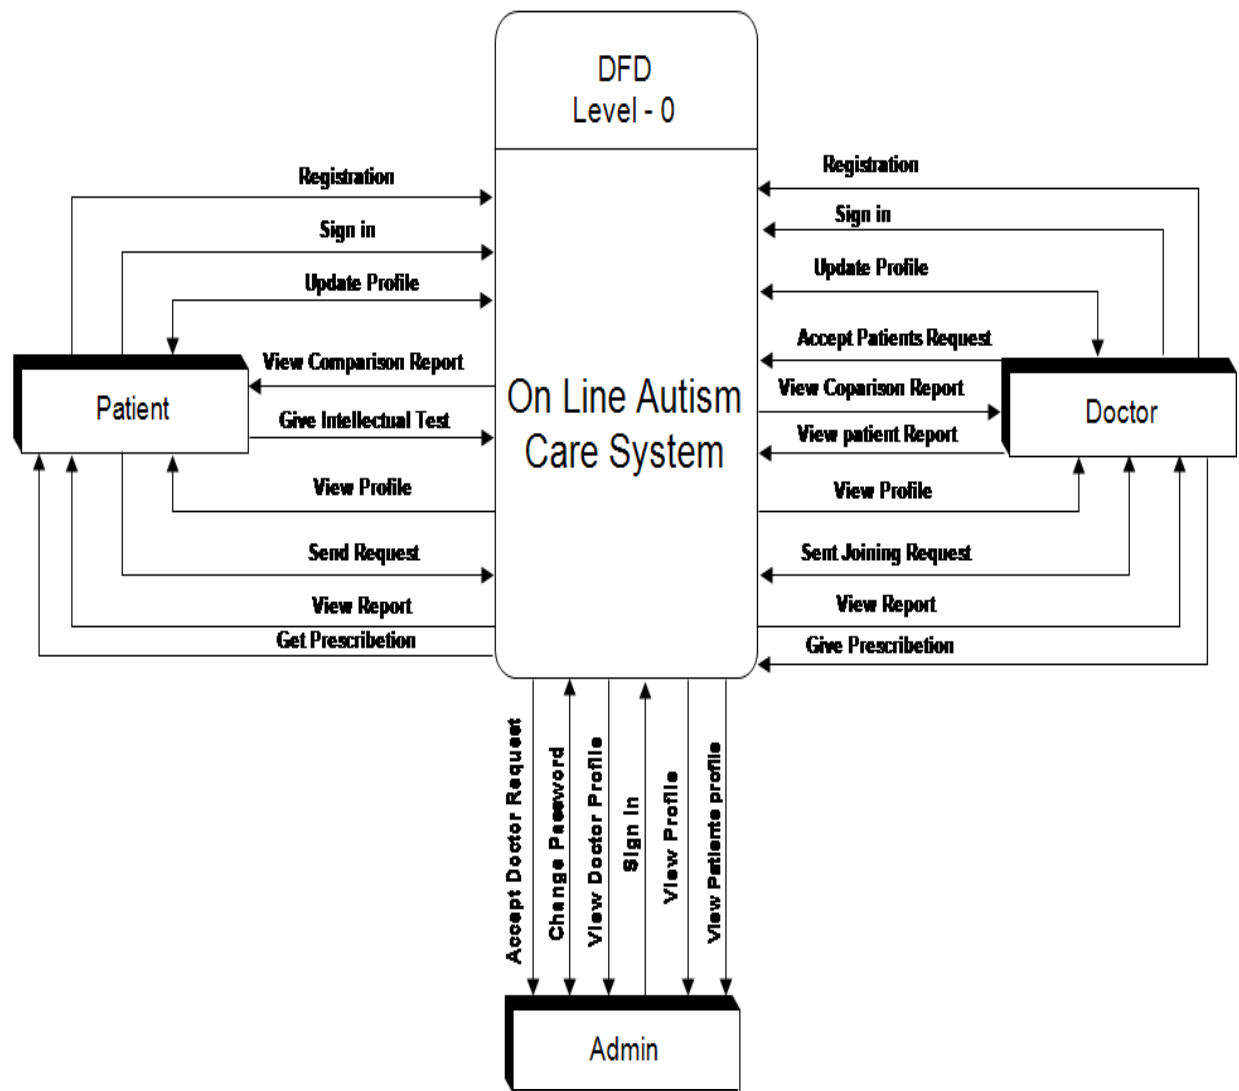 DFD
Level - 0
On Line Autism
Care System
Registration
Sign in
Update Profile
View Comparison Report
Give Intellectual Test
View Profile
Send Request
View Report
Get Prescribetion
Patient
Registration
Sign in
Update Profile
Accept Patients Request
View Coparison Report
View patient Report
View Profile
Sent Joining Request
View Report
Give Prescribetion
Doctor
Accept Doctor Request
Change Password
View Doctor Profile
Sign In
View Profile
View Patients profile
Admin